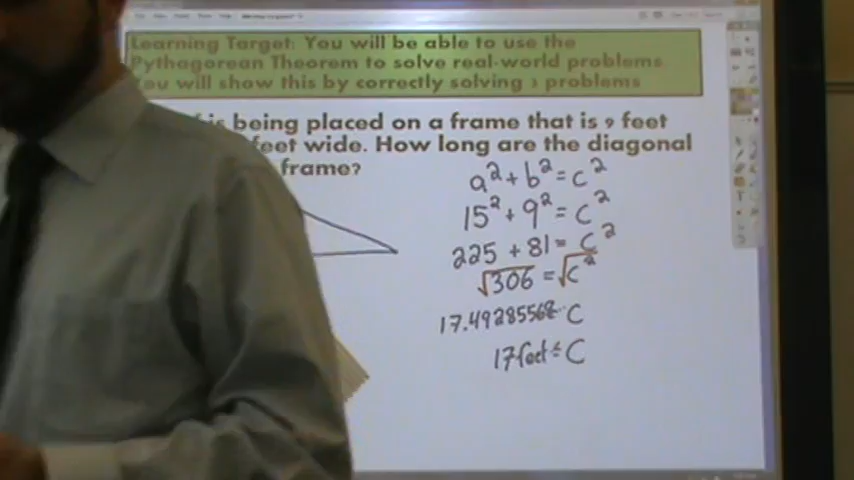 Learning Target: You will be able to use the
Pythagorean Theorem to solve real-world problems
You will show this by correctly solving 3 problems
is being placed on a frame that is 9 feet
feet wide. How long are the diagonal
frame?
a² + b² = c²
15² + 9² = c²
225 + 81 = c²
√306 = √c²
17.49285568 = C
17 feet = C